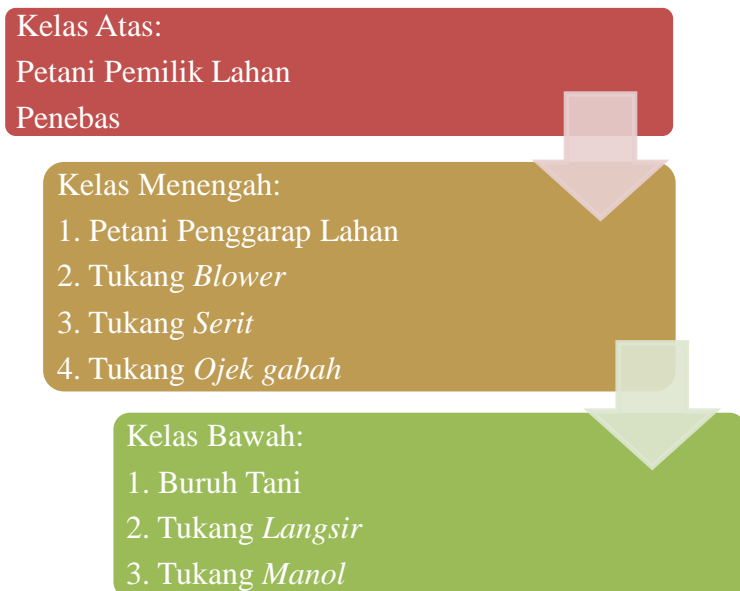 Kelas Atas:
Petani Pemilik Lahan
Penebas
Kelas Menengah:
1. Petani Penggarap Lahan
2. Tukang Blower
3. Tukang Serit
4. Tukang Ojek gabah
Kelas Bawah:
1. Buruh Tani
2. Tukang Langsir
3. Tukang Manol